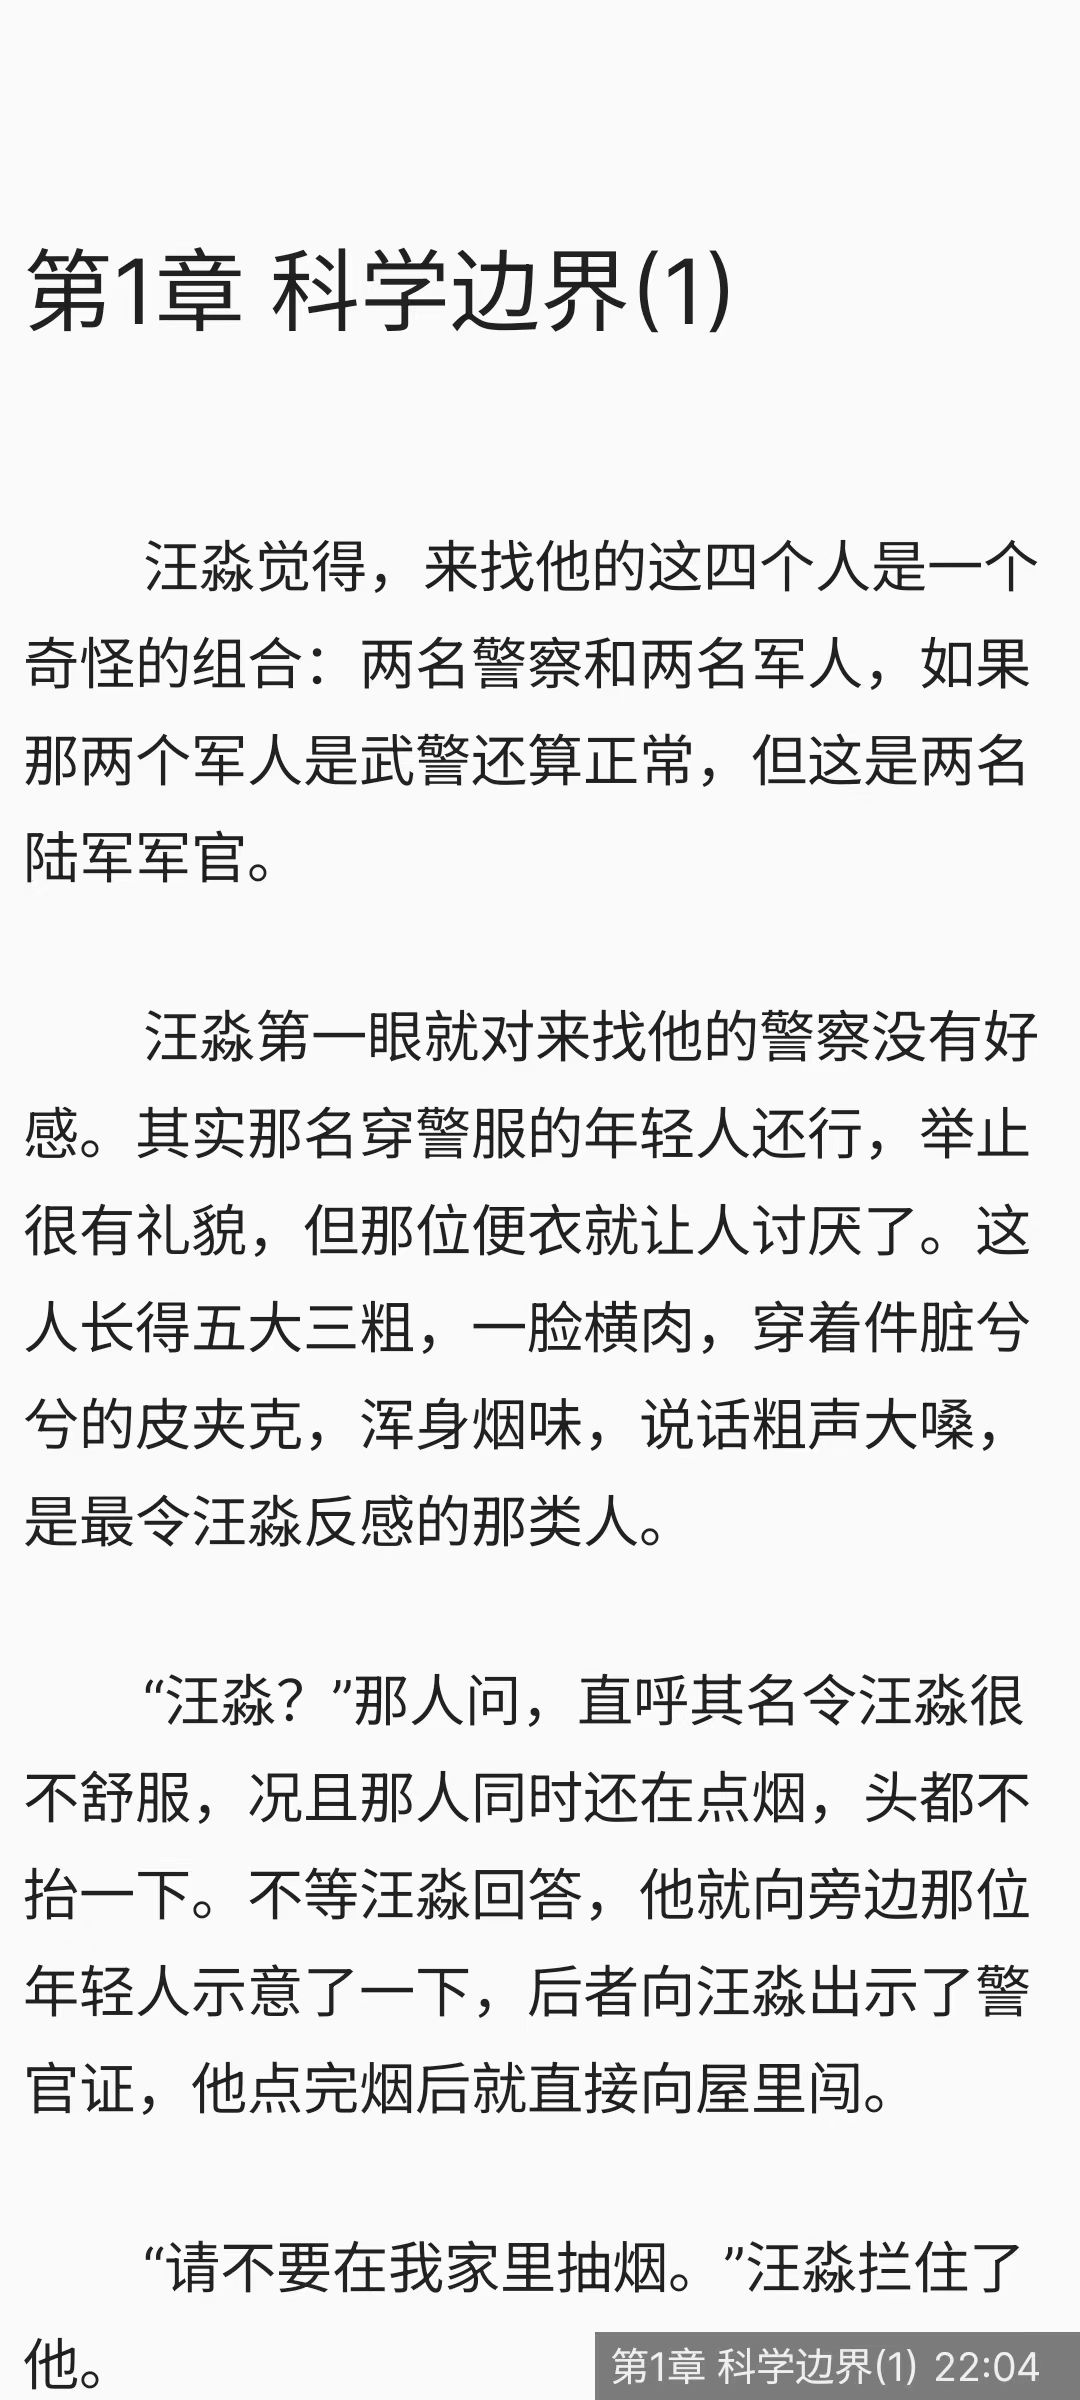 第1章 科学边界(1)
汪淼觉得，来找他的这四个人是一个
奇怪的组合：两名警察和两名军人，如果
那两个军人是武警还算正常，但这是两名
陆军军官。
汪淼第一眼就对来找他的警察没有好
感。其实那名穿警服的年轻人还行，举止
很有礼貌，但那位便衣就让人讨厌了。这
人长得五大三粗，一脸横肉，穿着件脏兮
兮的皮夹克，浑身烟味，说话粗声大嗓，
是最令汪淼反感的那类人。
“汪淼？”那人问，直呼其名令汪淼很
不舒服，况且那人同时还在点烟，头都不
抬一下。不等汪淼回答，他就向旁边那位
年轻人示意了一下，后者向汪淼出示了警
官证，他点完烟后就直接向屋里闯。
“请不要在我家里抽烟。”汪淼拦住了
他。
第1章 科学边界(1) 22:04